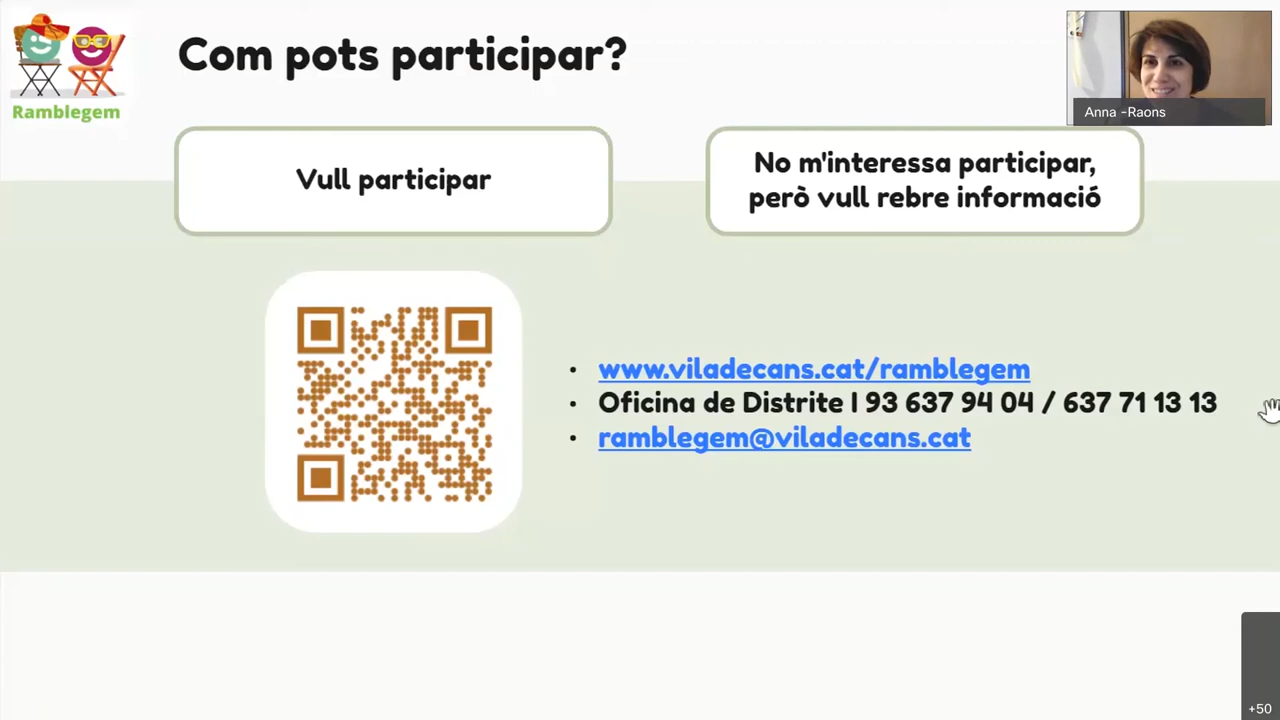 Ramblegem
Com pots participar?
Anna -Raons
Vull participar
No m'interessa participar,
però vull rebre informació
• www.viladecans.cat/ramblegem
• Oficina de Distrite I 93 637 94 04 / 637 71 13 13
• ramblegem@viladecans.cat
+50